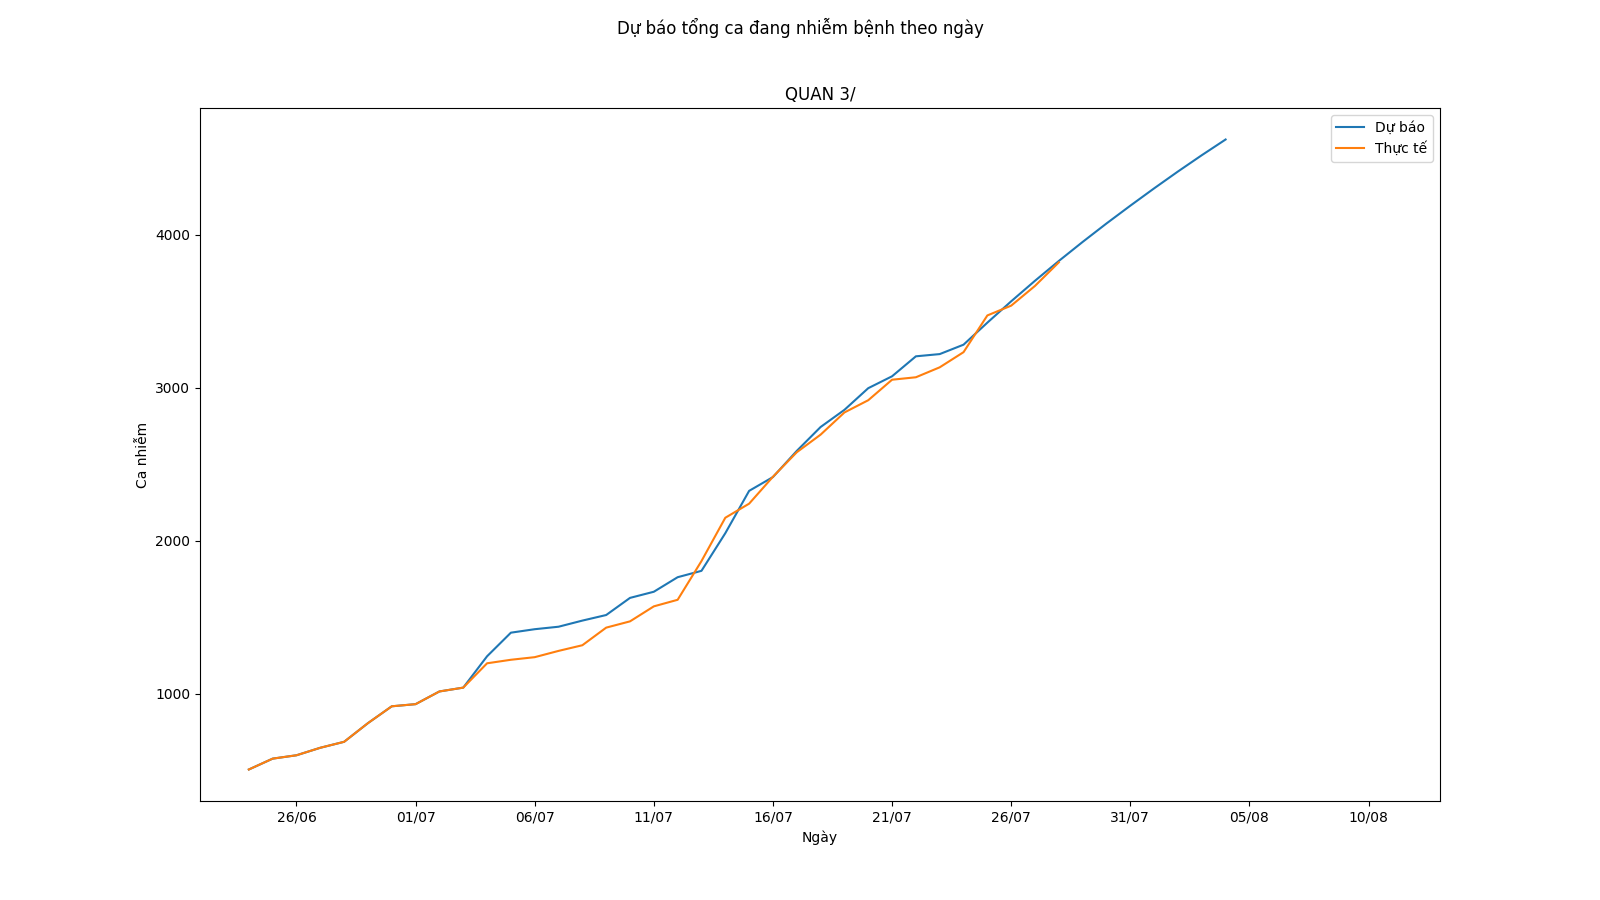 Dự báo tổng ca đang nhiễm bệnh theo ngày
QUAN 3/
Dự báo
Thực tế
4000
3000
2000
1000
Ca nhiễm
26/06 01/07 06/07 11/07 16/07 21/07 26/07 31/07 05/08 10/08
Ngày